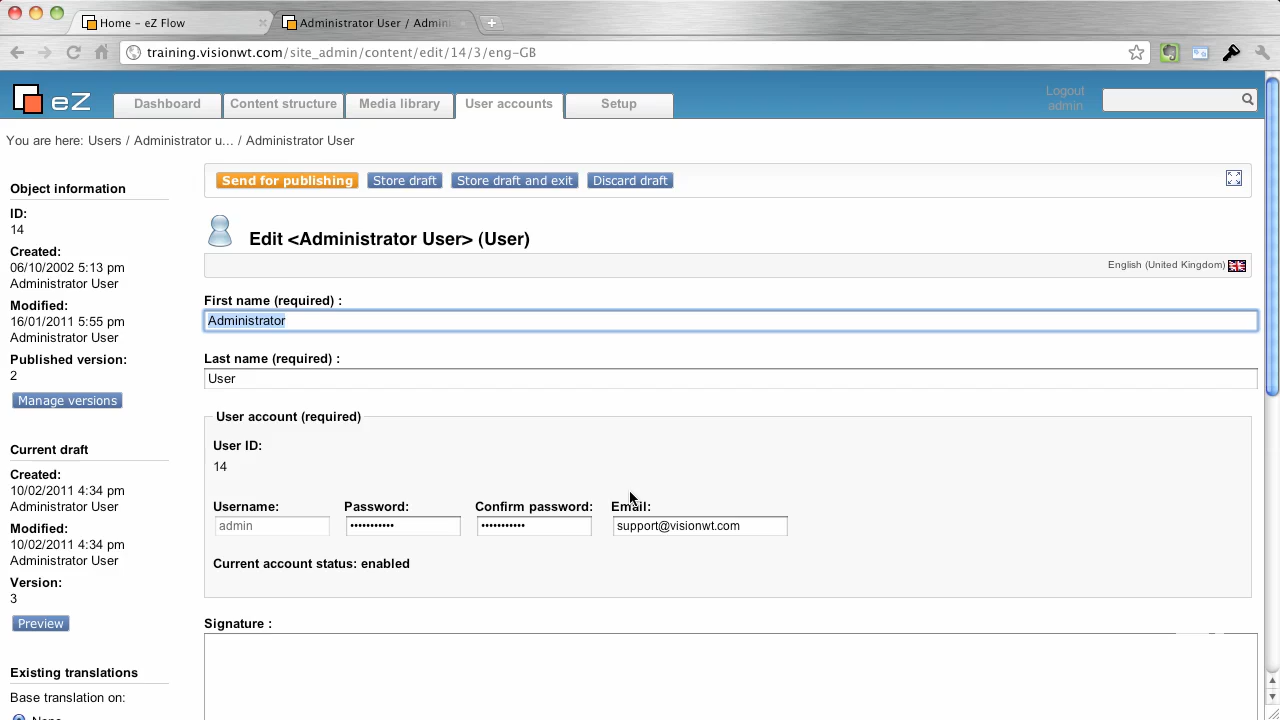 Home – eZ Flow
Administrator User / Admin
training.visionwt.com/site_admin/content/edit/14/3/eng-GB
eZ
Dashboard
Content structure
Media library
User accounts
Setup
Logout
admin
You are here: Users / Administrator u... / Administrator User
Object information
ID:
14
Created:
06/10/2002 5:13 pm
Administrator User
Modified:
16/01/2011 5:55 pm
Administrator User
Published version:
2
Manage versions
Current draft
Created:
10/02/2011 4:34 pm
Administrator User
Modified:
10/02/2011 4:34 pm
Administrator User
Version:
3
Preview
Existing translations
Base translation on:
Send for publishing
Store draft
Store draft and exit
Discard draft
Edit <Administrator User> (User)
English (United Kingdom)
First name (required) :
Administrator
Last name (required) :
User
User account (required)
User ID:
14
Username:
Password:
Confirm password:
Email:
admin
•••••••••••
•••••••••••
support@visionwt.com
Current account status: enabled
Signature :